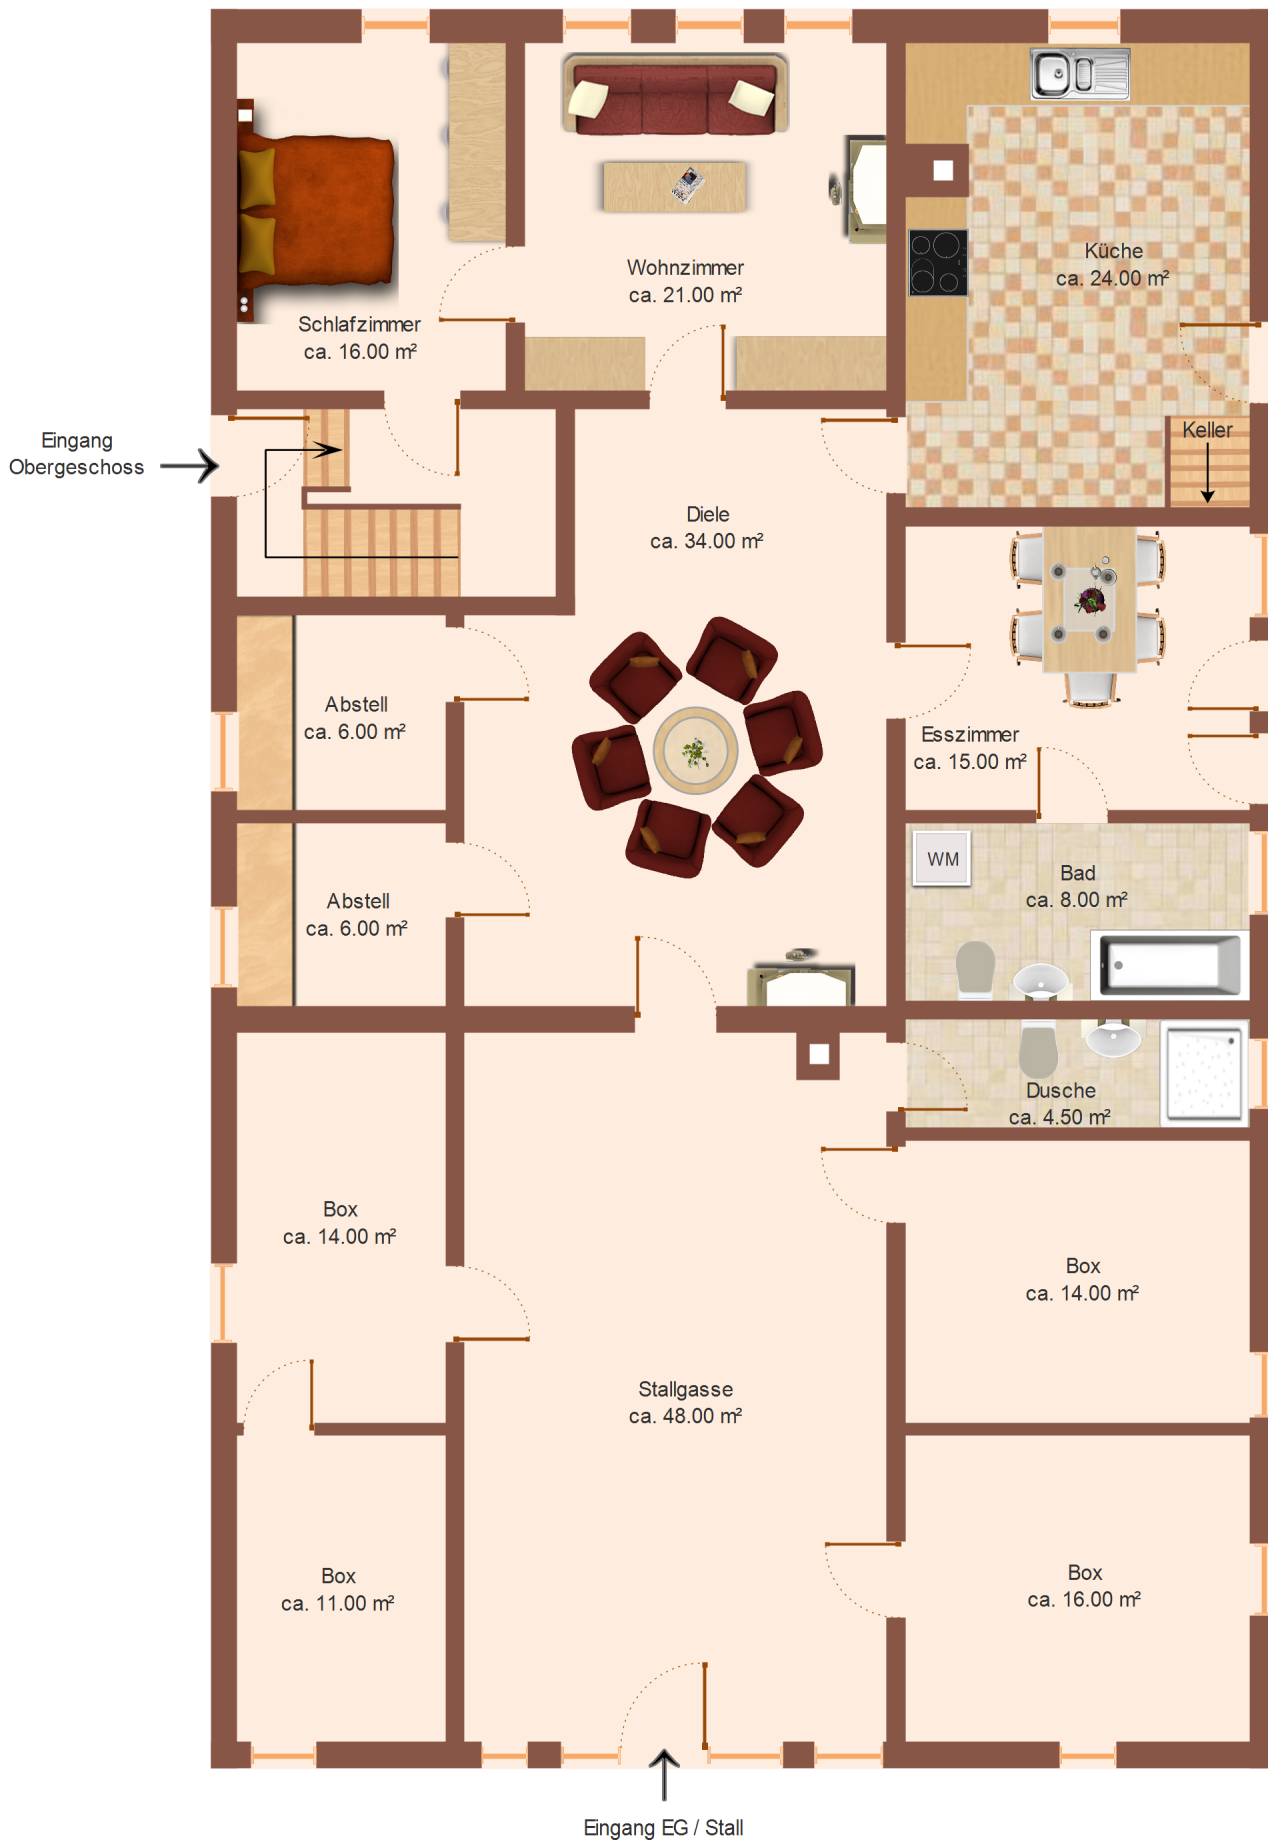 Schlafzimmer
ca. 16.00 m²
Wohnzimmer
ca. 21.00 m²
Küche
ca. 24.00 m²
Eingang
Obergeschoss
Keller
Diele
ca. 34.00 m²
Abstell
ca. 6.00 m²
Esszimmer
ca. 15.00 m²
Abstell
ca. 6.00 m²
WM
Bad
ca. 8.00 m²
Dusche
ca. 4.50 m²
Box
ca. 14.00 m²
Box
ca. 14.00 m²
Stallgasse
ca. 48.00 m²
Box
ca. 11.00 m²
Box
ca. 16.00 m²
Eingang EG / Stall